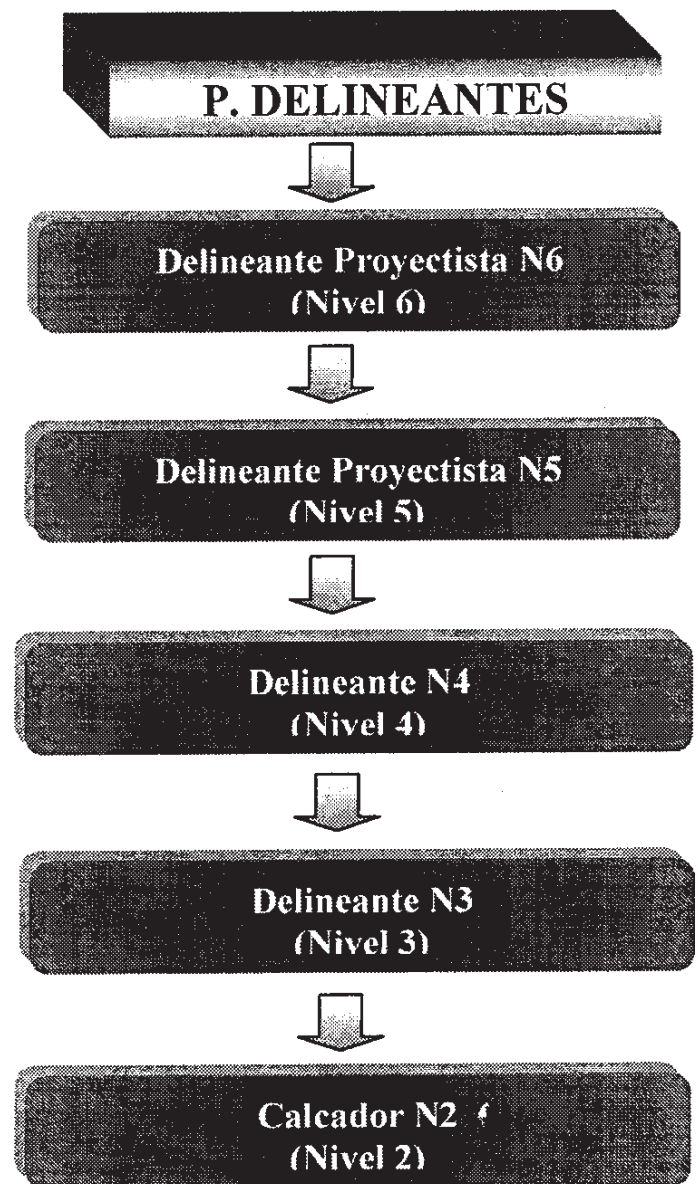 P. DELINEANTES
Delineante Proyectista N6
(Nivel 6)
Delineante Proyectista N5
(Nivel 5)
Delineante N4
(Nivel 4)
Delineante N3
(Nivel 3)
Calcador N2
(Nivel 2)